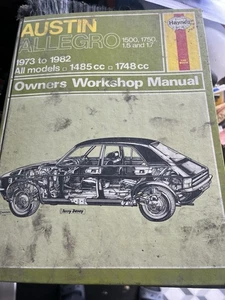 AUSTIN
ALLEGRO 1500, 1750,
1.5 and 1.7
1973 to 1982
All models □ 1485 cc □ 1748 cc
Haynes
Owners Workshop Manual